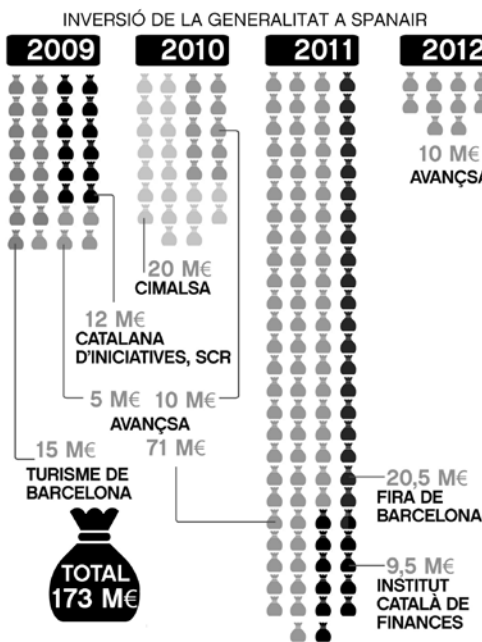 INVERSIÓ DE LA GENERALITAT A SPANAIR
2009
2010
2011
2012
10 M€
AVANÇSA
20 M€
CIMALSA
12 M€
CATALANA
D'INICIATIVES, SCR
5 M€ 10 M€
AVANÇSA
71 M€
15 M€
TURISME DE
BARCELONA
20,5 M€
FIRA DE
BARCELONA
9,5 M€
INSTITUT
CATALÀ DE
FINANCES
TOTAL
173 M€